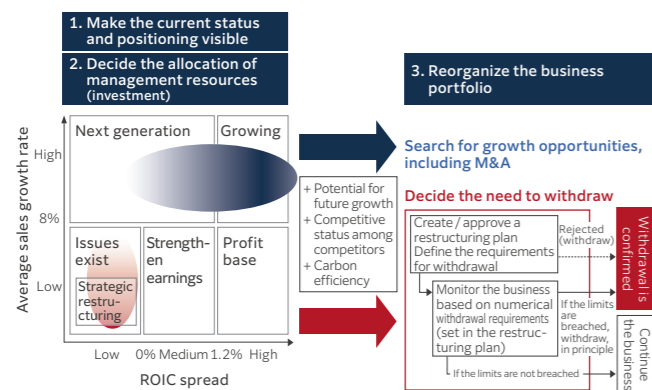 1. Make the current status
and positioning visible
2. Decide the allocation of
management resources
(investment)
3. Reorganize the business
portfolio
Average sales growth rate
High
8%
Low
Next generation
Growing
Issues
exist
Strategic
restru-
cturing
Strength-
en
earnings
Profit
base
Low
0%
Medium
1.2%
High
ROIC spread
+ Potential for
future growth
+ Competitive
status among
competitors
+ Carbon
efficiency
Search for growth opportunities,
including M&A
Decide the need to withdraw
Create / approve a
restructuring plan
Define the requirements
for withdrawal
Rejected
(withdraw)
Monitor the business
based on numerical
withdrawal requirements
(set in the restruc-
turing plan)
If the limits
are
breached,
withdraw,
in principle
If the limits are not breached
Withdrawal is
confirmed
Continue
the business